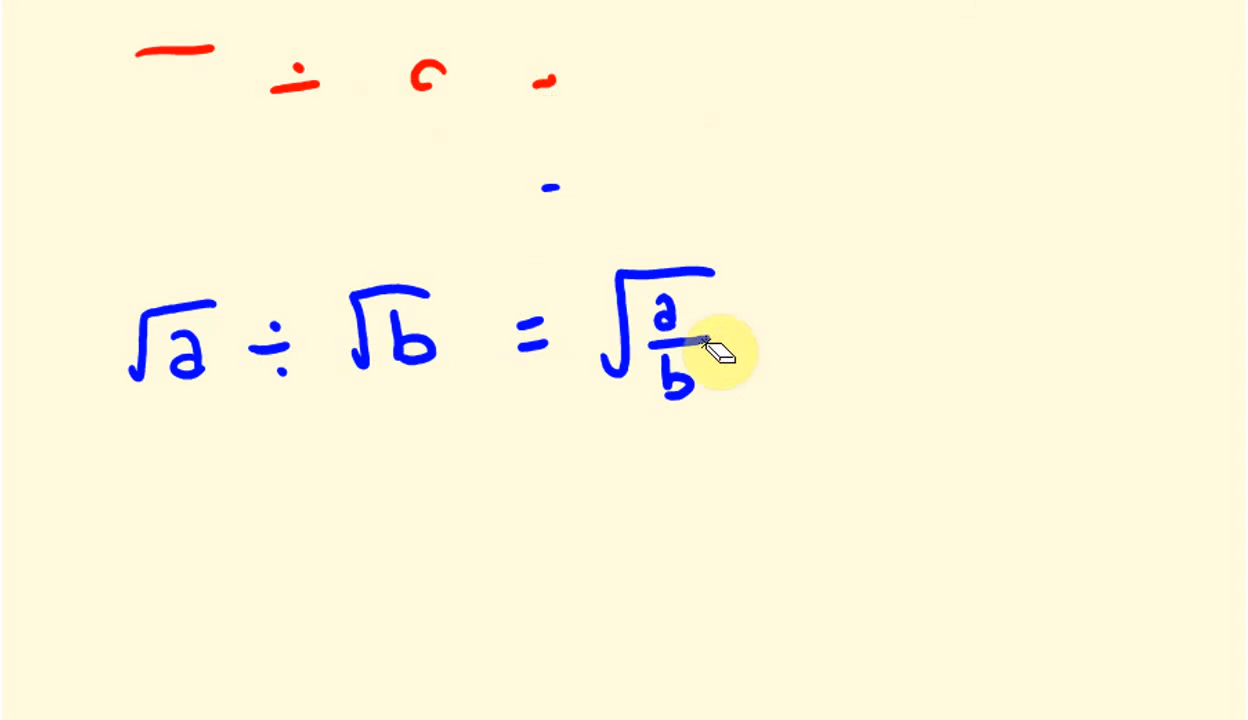 √a ÷ √b = √(a/b)